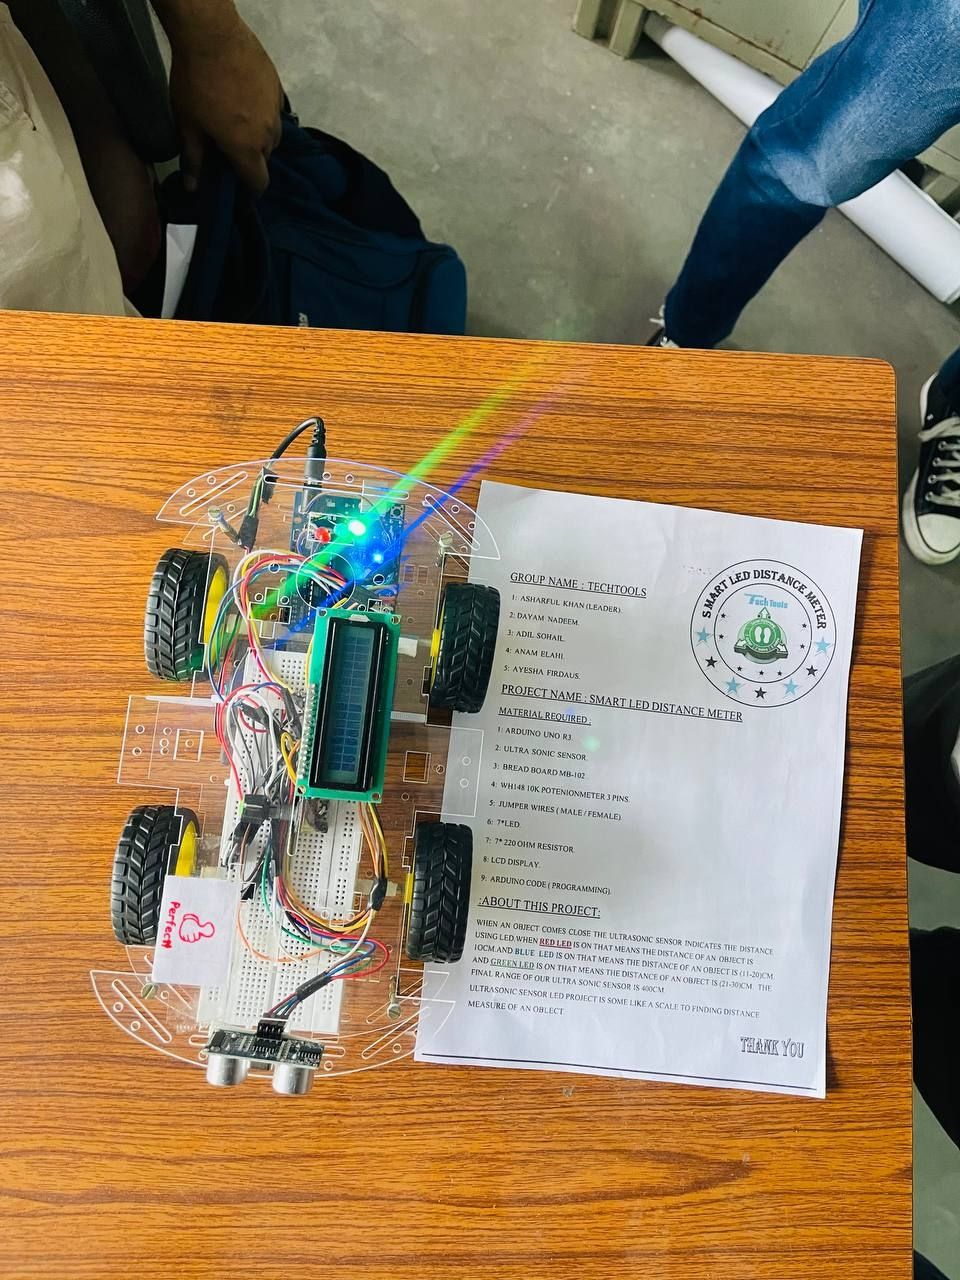 GROUP NAME : TECHTOOLS
1: ASHARFUL KHAN (LEADER).
2: DAYAM NADEEM.
3: ADIL SOHAIL.
4: ANAM ELAHI.
5: AYESHA FIRDAUS.
SMART LED DISTANCE METER
Tech Tools
PROJECT NAME : SMART LED DISTANCE METER
MATERIAL REQUIRED :
1: ARDUINO UNO R3.
2: ULTRA SONIC SENSOR.
3: BREAD BOARD MB-102
4: WH148 10K POTENIONMETER 3 PINS.
5: JUMPER WIRES ( MALE / FEMALE).
6: 7*LED.
7: 7* 220 OHM RESISTOR.
8: LCD DISPLAY.
9: ARDUINO CODE ( PROGRAMMING).
:ABOUT THIS PROJECT:
WHEN AN OBJECT COMES CLOSE THE ULTRASONIC SENSOR INDICATES THE DISTANCE
USING LED.WHEN RED LED IS ON THAT MEANS THE DISTANCE OF AN OBJECT IS
1OCM.AND BLUE LED IS ON THAT MEANS THE DISTANCE OF AN OBJECT IS (11-20)CM.
AND GREEN LED IS ON THAT MEANS THE DISTANCE OF AN OBJECT IS (21-30)CM THE
FINAL RANGE OF OUR ULTRA SONIC SENSOR IS 400CM.
ULTRASONIC SENSOR LED PROJECT IS SOME LIKE A SCALE TO FINDING DISTANCE
MEASURE OF AN OBLECT
THANK YOU